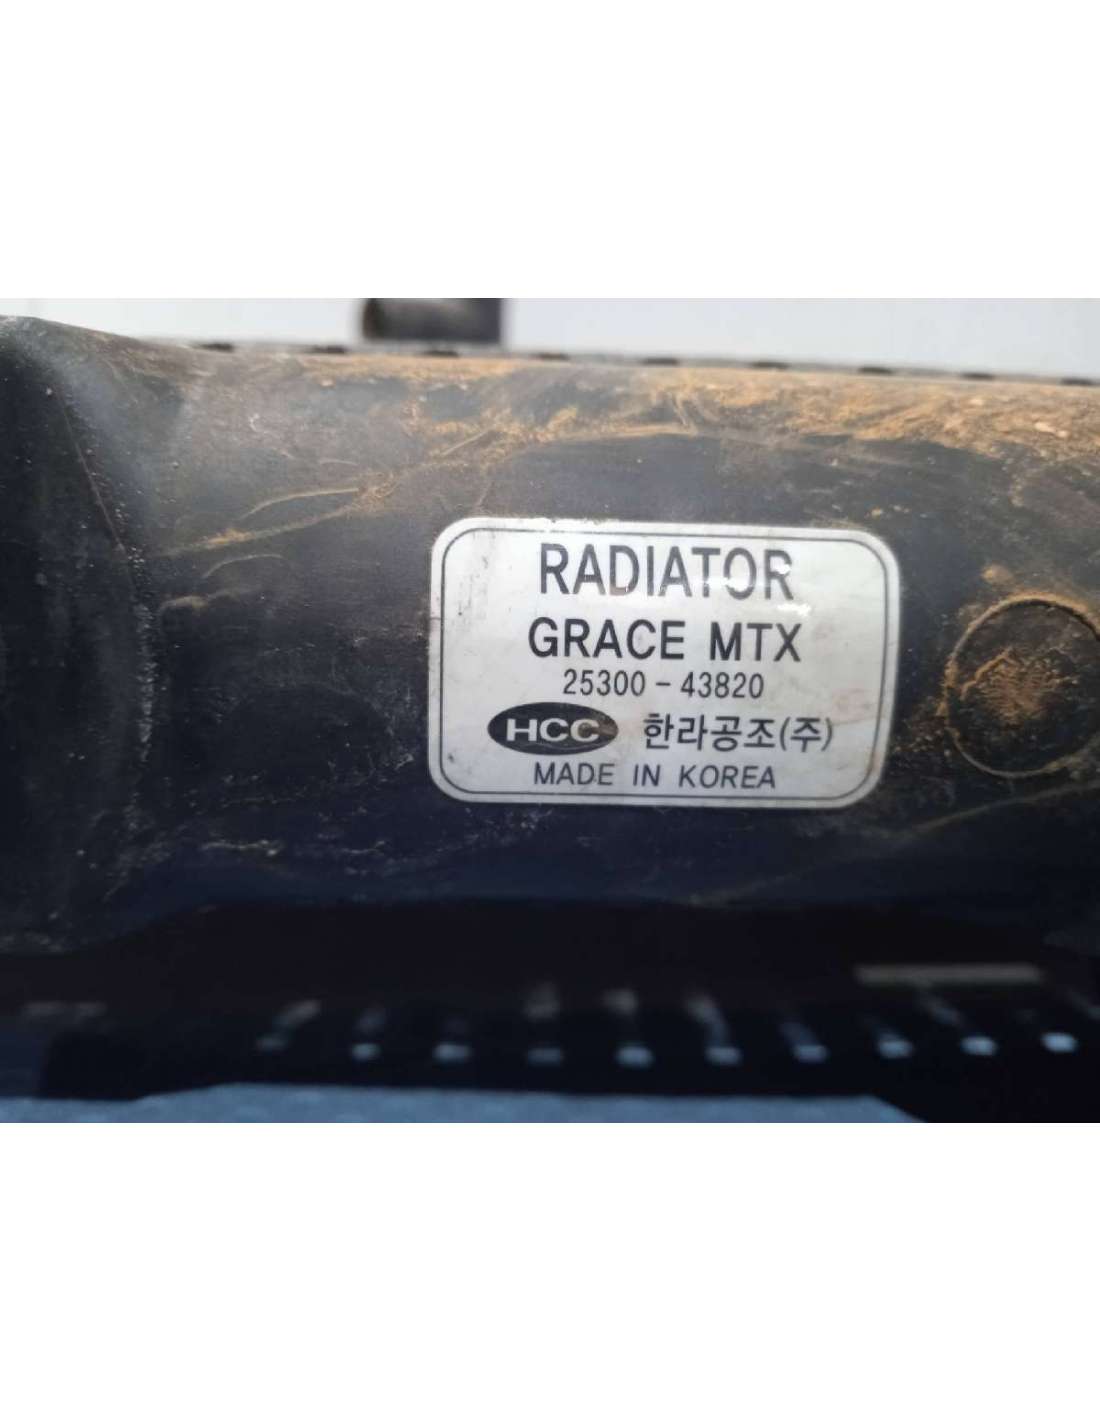 RADIATOR
GRACE MTX
25300-43820
HCC 한라공조(주)
MADE IN KOREA